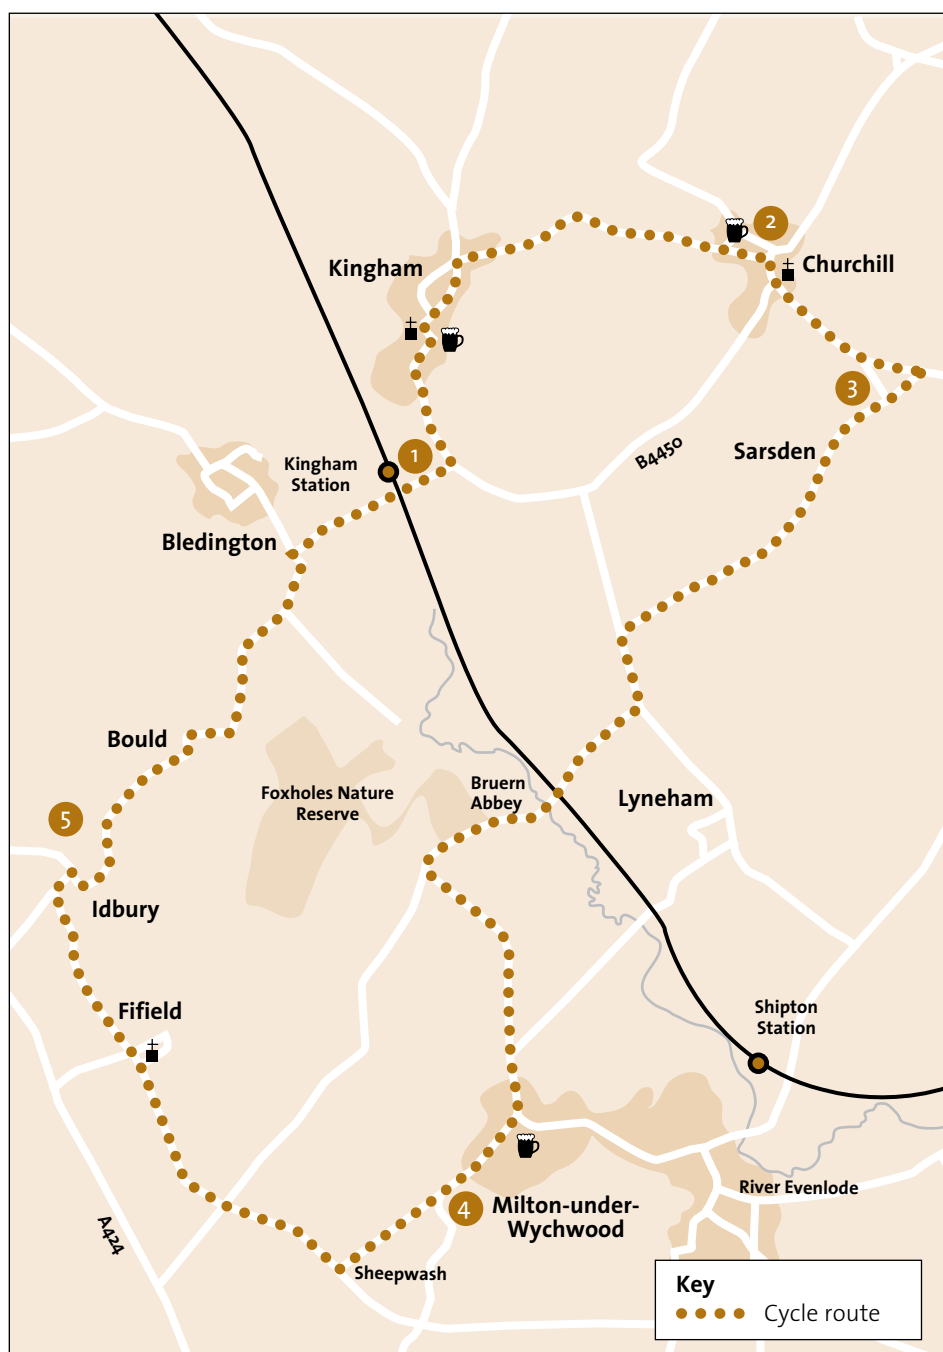 2
Churchill
Kingham
3
B4450
Sarsden
1
Kingham
Station
Bledington
Bould
Foxholes Nature
Reserve
Bruern
Abbey
Lyneham
5
Idbury
Fifield
Shipton
Station
River Evenlode
4
Milton-under-
Wychwood
A424
Sheepwash
Key
Cycle route